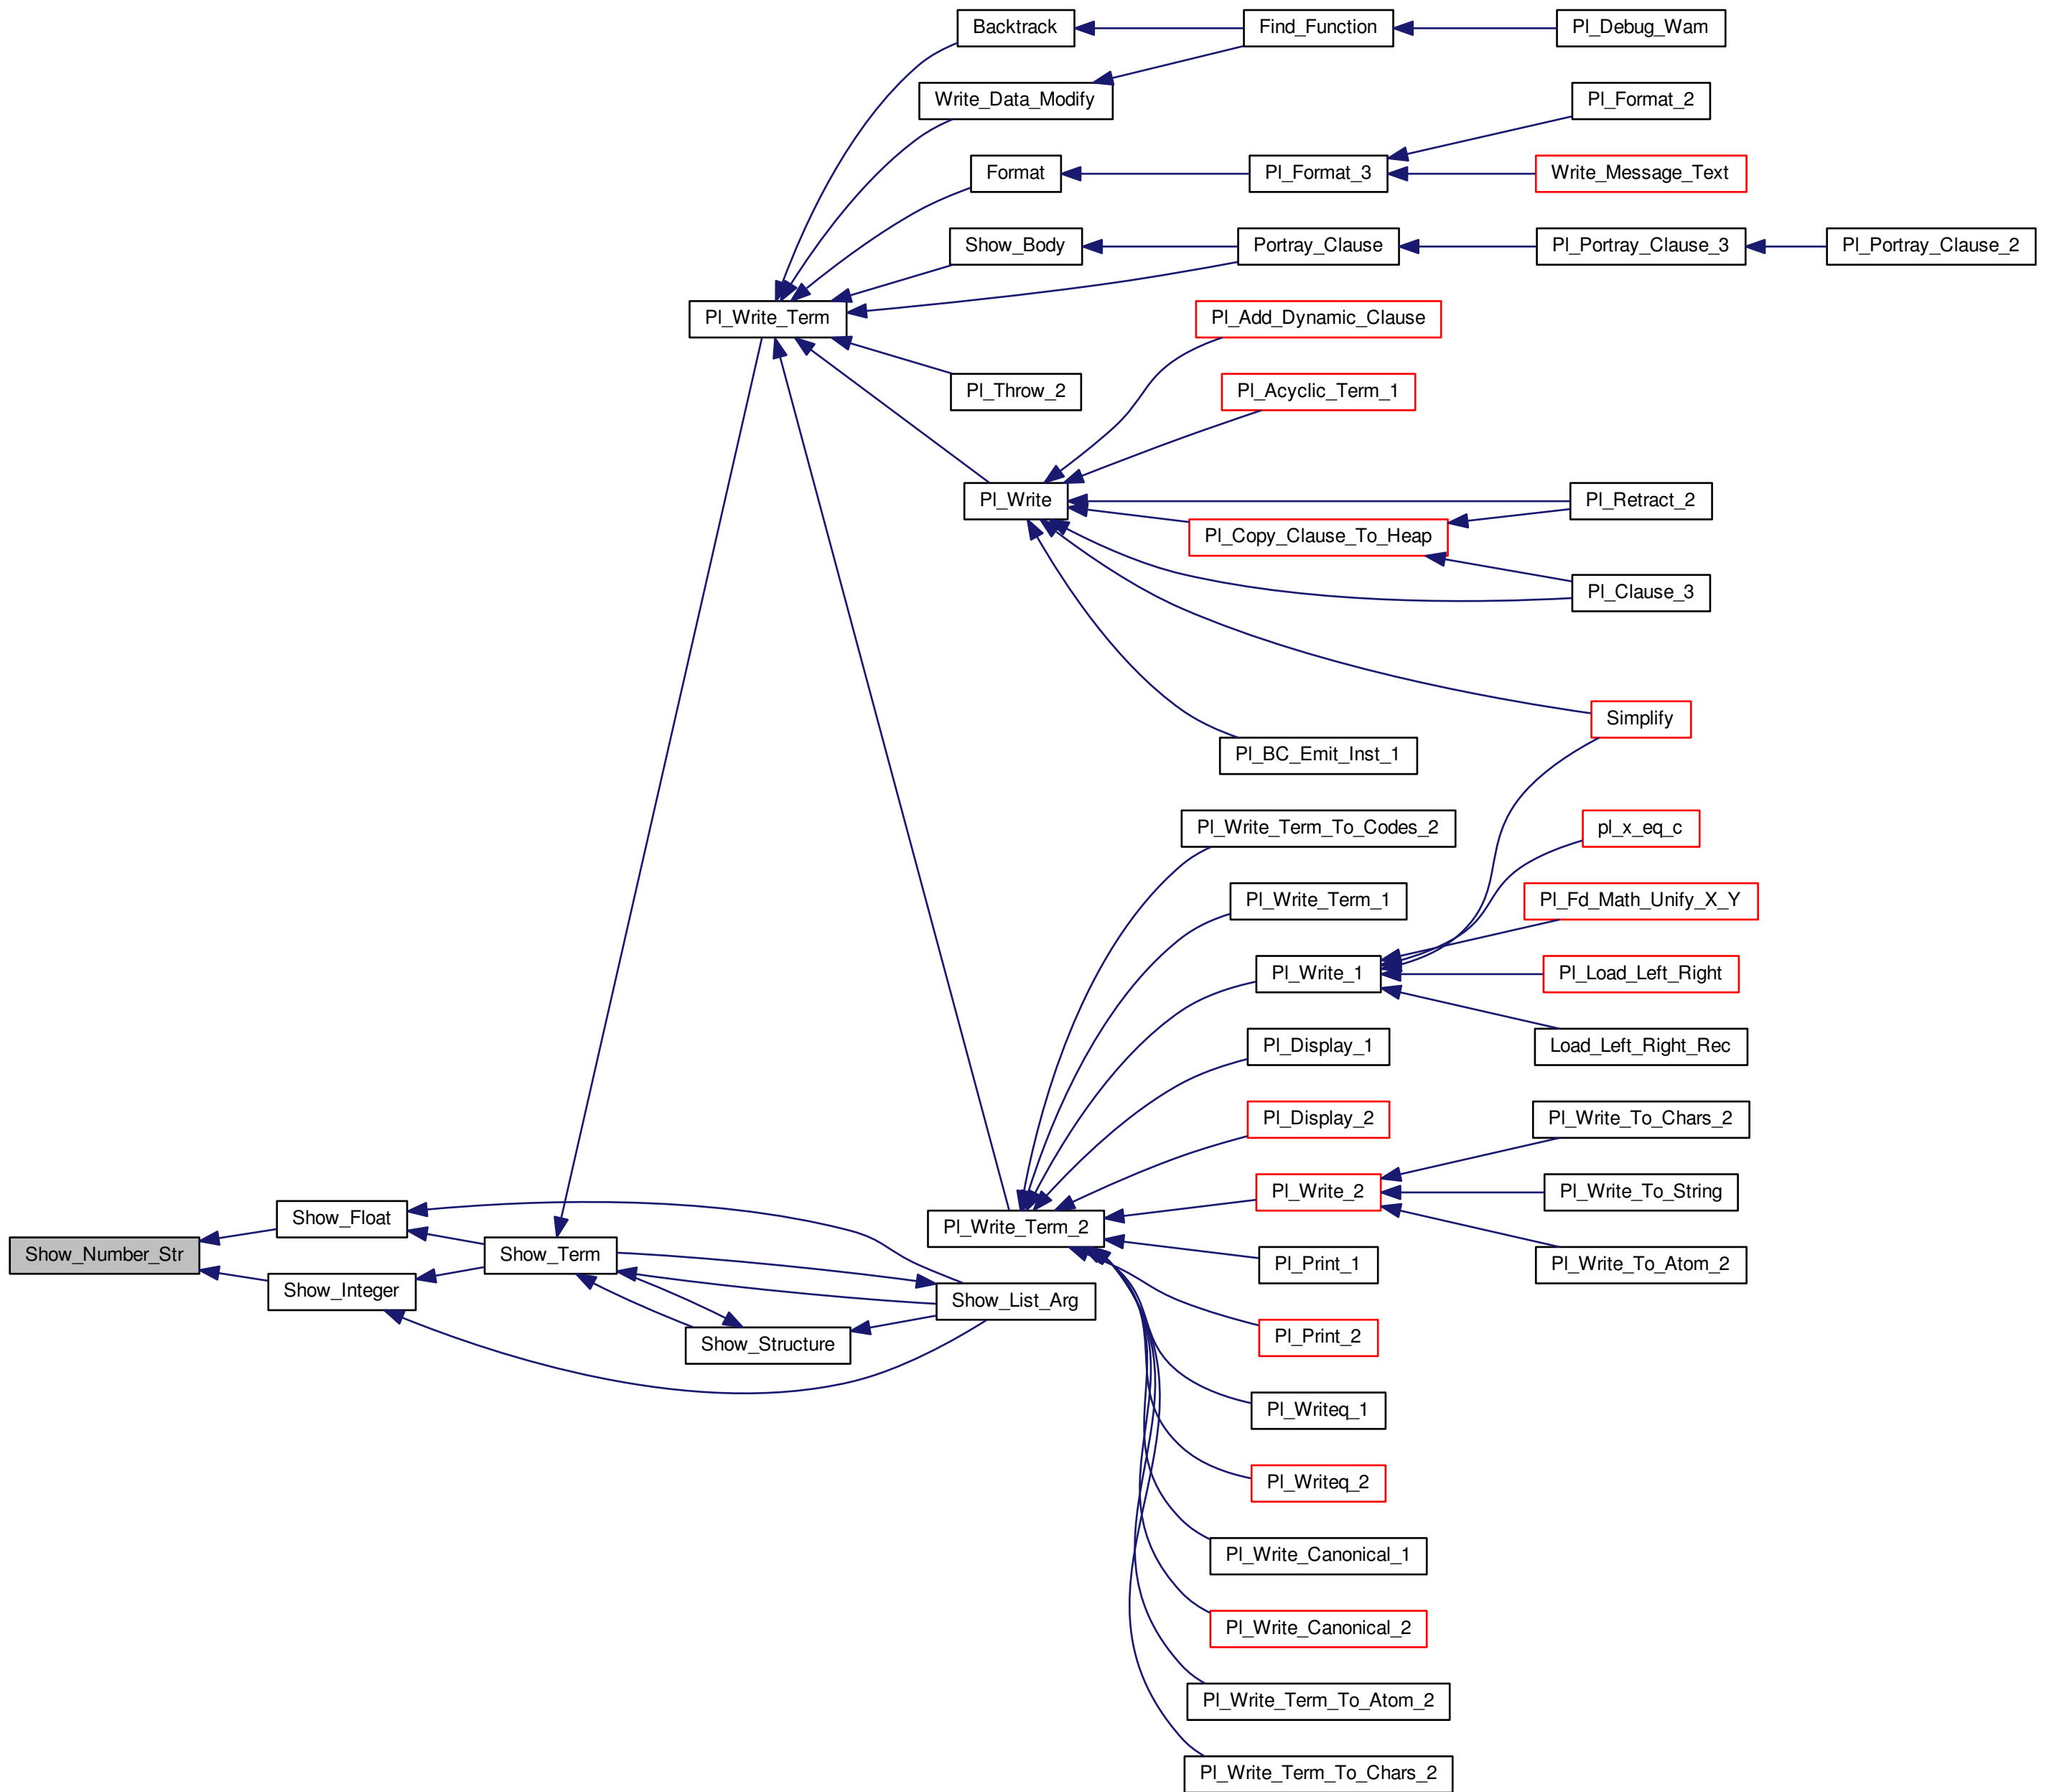 Backtrack
Find_Function
Pl_Debug_Wam
Write_Data_Modify
Pl_Format_2
Format
Pl_Format_3
Write_Message_Text
Show_Body
Portray_Clause
Pl_Portray_Clause_3
Pl_Portray_Clause_2
Pl_Write_Term
Pl_Add_Dynamic_Clause
Pl_Throw_2
Pl_Acyclic_Term_1
Pl_Write
Pl_Retract_2
Pl_Copy_Clause_To_Heap
Pl_Clause_3
Simplify
Pl_BC_Emit_Inst_1
Pl_Write_Term_To_Codes_2
pl_x_eq_c
Pl_Write_Term_1
Pl_Fd_Math_Unify_X_Y
Pl_Write_1
Pl_Load_Left_Right
Pl_Display_1
Load_Left_Right_Rec
Pl_Display_2
Pl_Write_To_Chars_2
Pl_Write_2
Pl_Write_To_String
Show_Float
Pl_Write_Term_2
Show_Number_Str
Show_Term
Pl_Print_1
Pl_Write_To_Atom_2
Show_Integer
Show_List_Arg
Show_Structure
Pl_Print_2
Pl_Writeq_1
Pl_Writeq_2
Pl_Write_Canonical_1
Pl_Write_Canonical_2
Pl_Write_Term_To_Atom_2
Pl_Write_Term_To_Chars_2